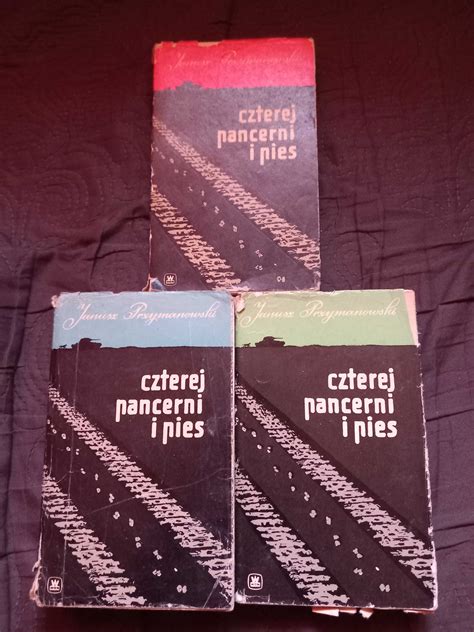 Janusz Przymanowski
czterej
pancerni
i pies
Janusz Przymanowski
czterej
pancerni
i pies
Janusz Przymanowski
czterej
pancerni
i pies